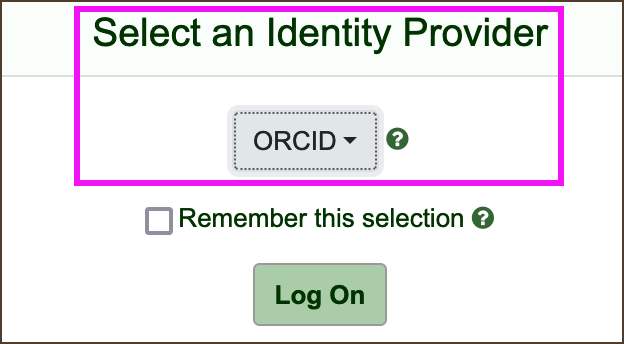 Select an Identity Provider
ORCID
Remember this selection
Log On